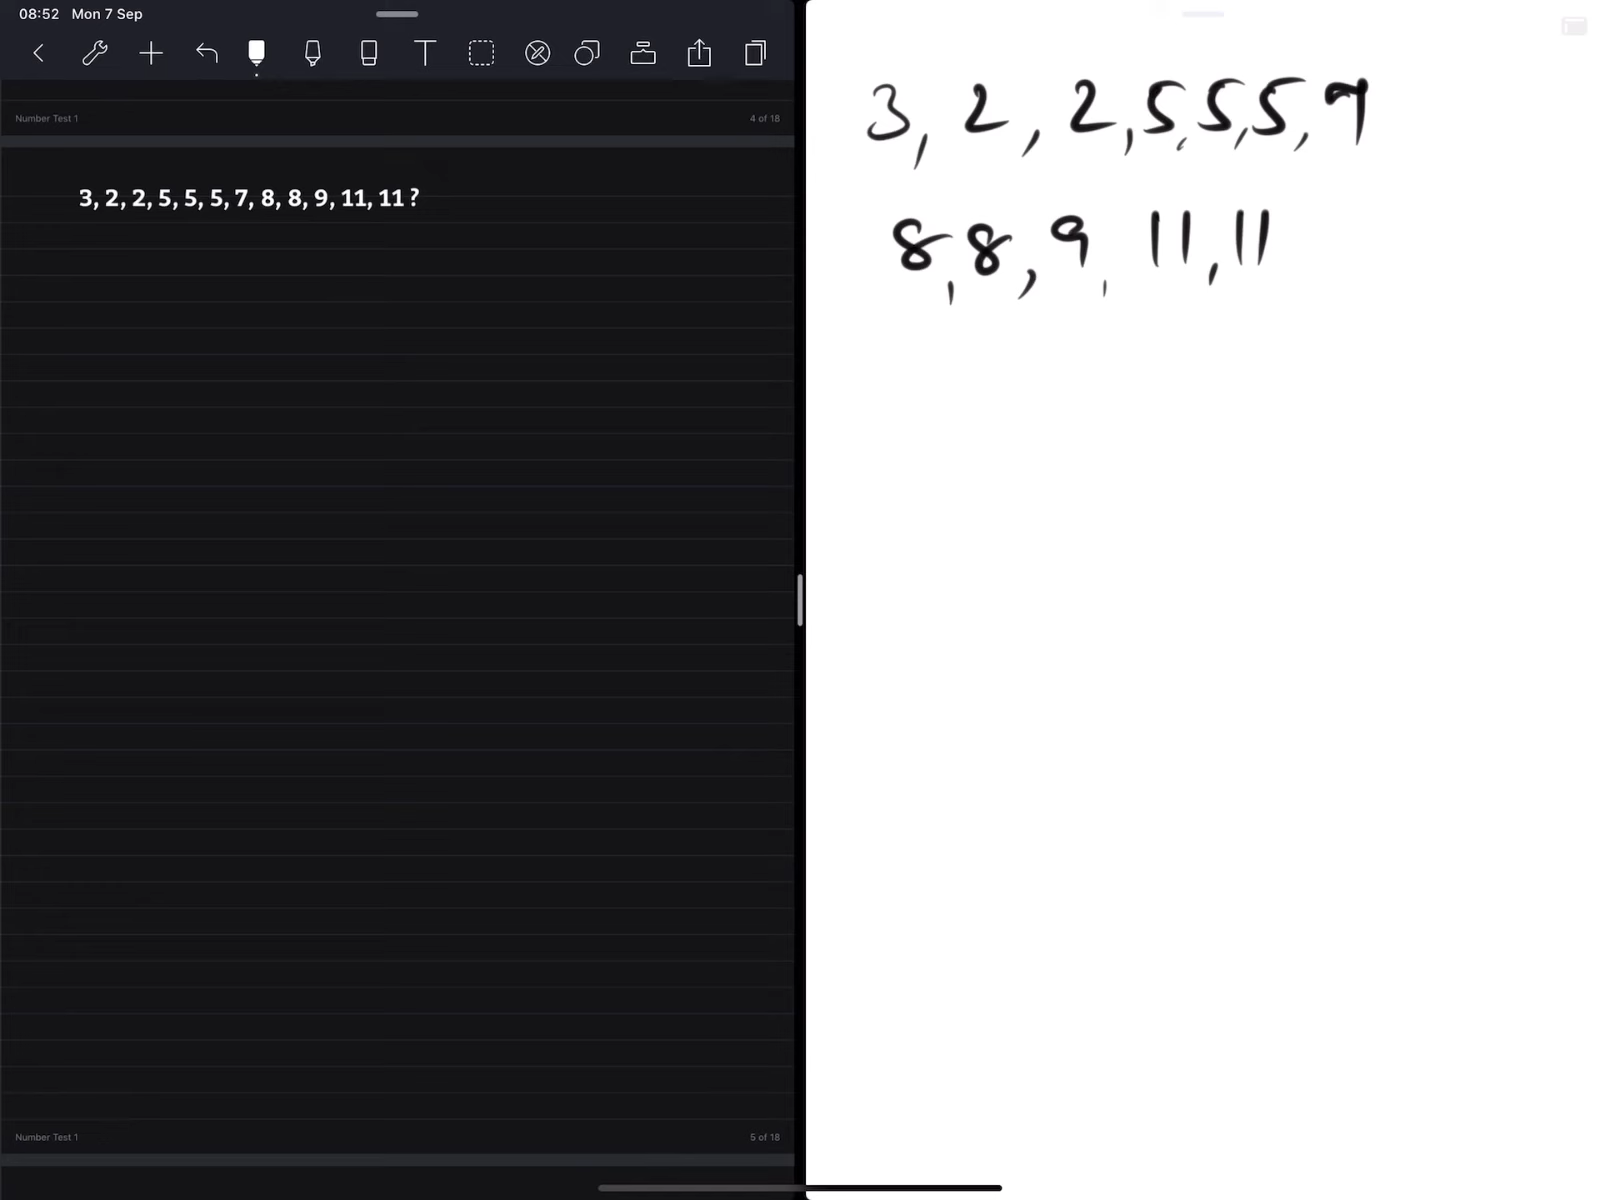 08:52 Mon 7 Sep
Number Test 1 4 of 18
3, 2, 2, 5, 5, 5, 7, 8, 8, 9, 11, 11 ?
Number Test 1 5 of 18
3, 2, 2, 5, 5, 5, 7
8, 8, 9, 11, 11